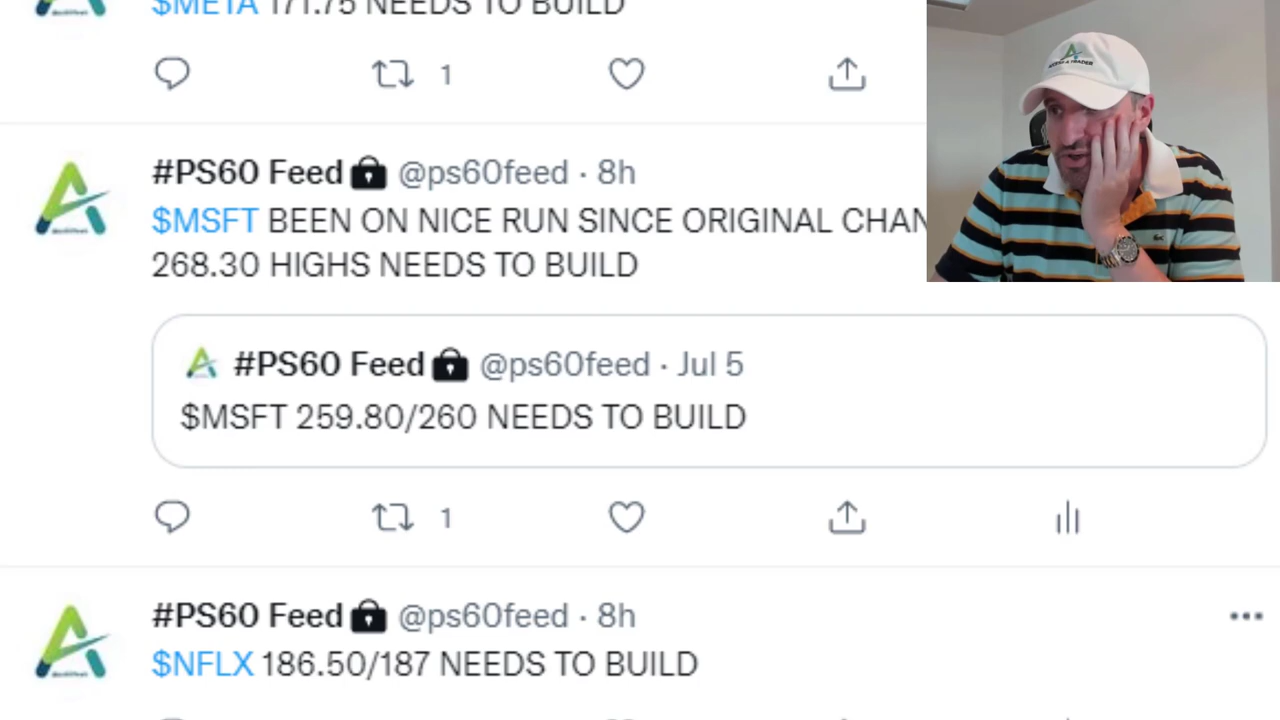 $META 171.75 NEEDS TO BUILD
1
#PS60 Feed @ps60feed · 8h
$MSFT BEEN ON NICE RUN SINCE ORIGINAL CHAN
268.30 HIGHS NEEDS TO BUILD
#PS60 Feed @ps60feed · Jul 5
$MSFT 259.80/260 NEEDS TO BUILD
1
#PS60 Feed @ps60feed · 8h
$NFLX 186.50/187 NEEDS TO BUILD